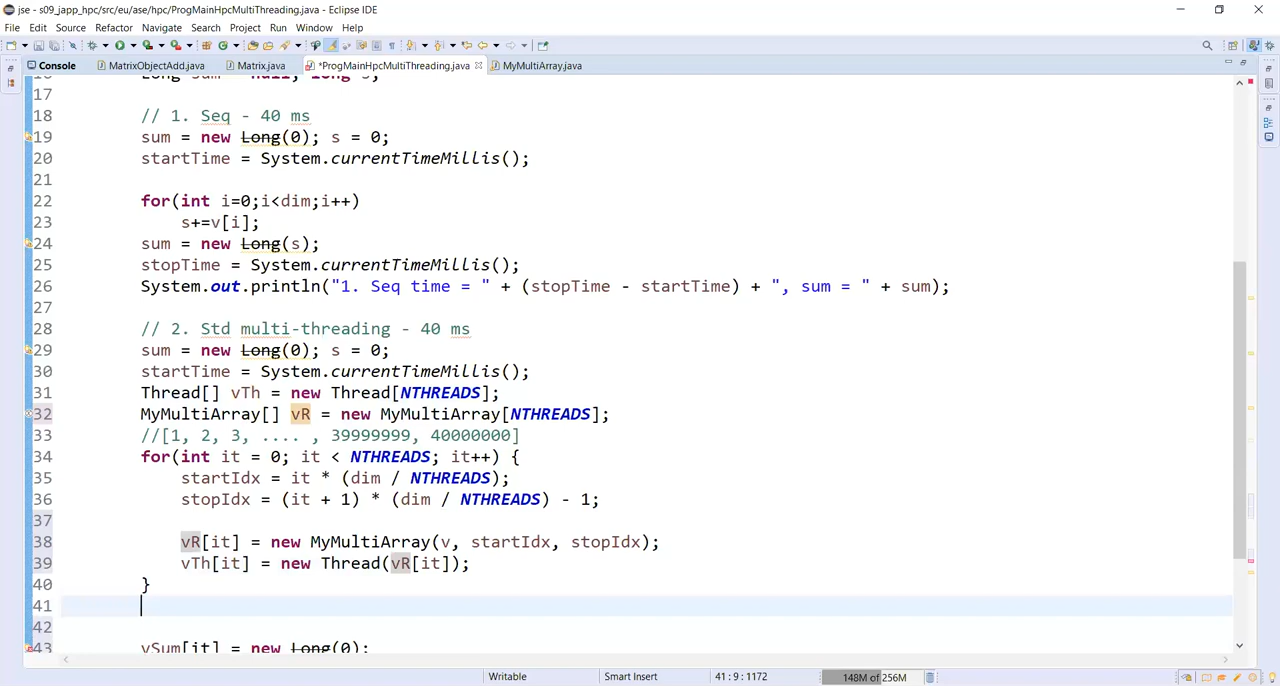 jse - s09_japp_hpc/src/eu/ase/hpc/ProgMainHpcMultiThreading.java - Eclipse IDE
File Edit Source Refactor Navigate Search Project Run Window Help
Console MatrixObjectAdd.java Matrix.java *ProgMainHpcMultiThreading.java MyMultiArray.java
16 Long sum = null; long s;
17
18 // 1. Seq - 40 ms
19 sum = new Long(0); s = 0;
20 startTime = System.currentTimeMillis();
21
22 for(int i=0;i<dim;i++)
23 s+=v[i];
24 sum = new Long(s);
25 stopTime = System.currentTimeMillis();
26 System.out.println("1. Seq time = " + (stopTime - startTime) + ", sum = " + sum);
27
28 // 2. Std multi-threading - 40 ms
29 sum = new Long(0); s = 0;
30 startTime = System.currentTimeMillis();
31 Thread[] vTh = new Thread[NTHREADS];
32 MyMultiArray[] vR = new MyMultiArray[NTHREADS];
33 //[1, 2, 3, .... , 39999999, 40000000]
34 for(int it = 0; it < NTHREADS; it++) {
35 startIdx = it * (dim / NTHREADS);
36 stopIdx = (it + 1) * (dim / NTHREADS) - 1;
37
38 vR[it] = new MyMultiArray(v, startIdx, stopIdx);
39 vTh[it] = new Thread(vR[it]);
40 }
41
42
43 vSum[it] = new Long(0);
Writable Smart Insert 41 : 9 : 1172 148M of 256M